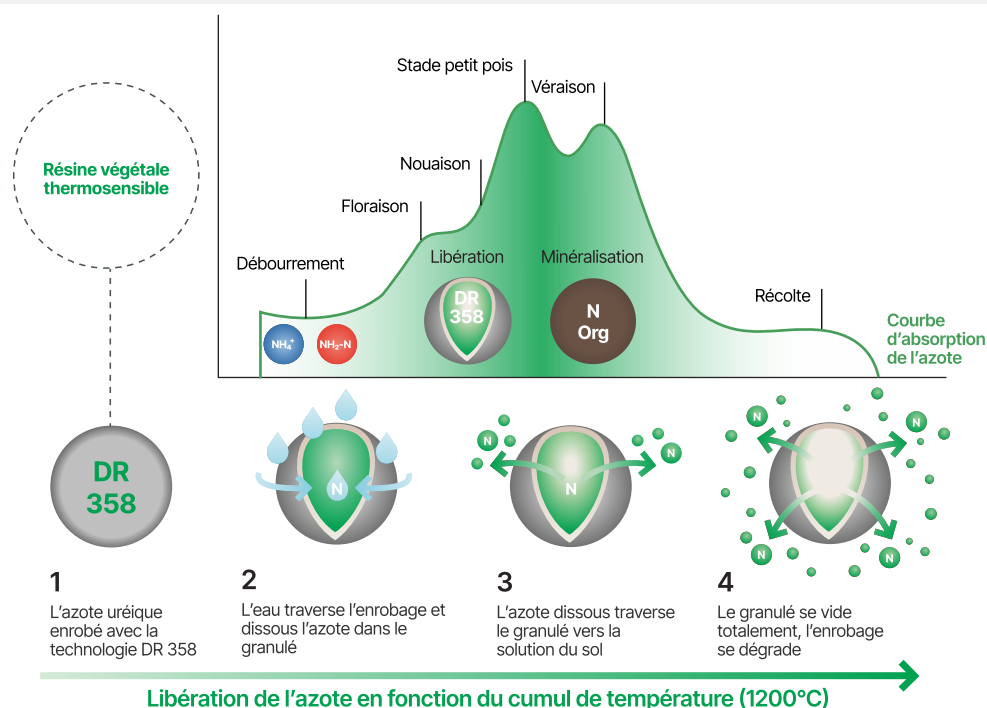 Stade petit pois
Véraison
Nouaison
Floraison
Débourrement
Libération
Minéralisation
Récolte
Résine végétale
thermosensible
NH₄⁺
NH₂-N
DR
358
N
Org
Courbe
d’absorption
de l’azote
DR
358
N
N
N
N
N
N
N
N
1
L’azote uréique
enrobé avec la
technologie DR 358
2
L’eau traverse l’enrobage et
dissous l’azote dans le
granulé
3
L’azote dissous traverse
le granulé vers la
solution du sol
4
Le granulé se vide
totalement, l’enrobage
se dégrade
Libération de l’azote en fonction du cumul de température (1200°C)